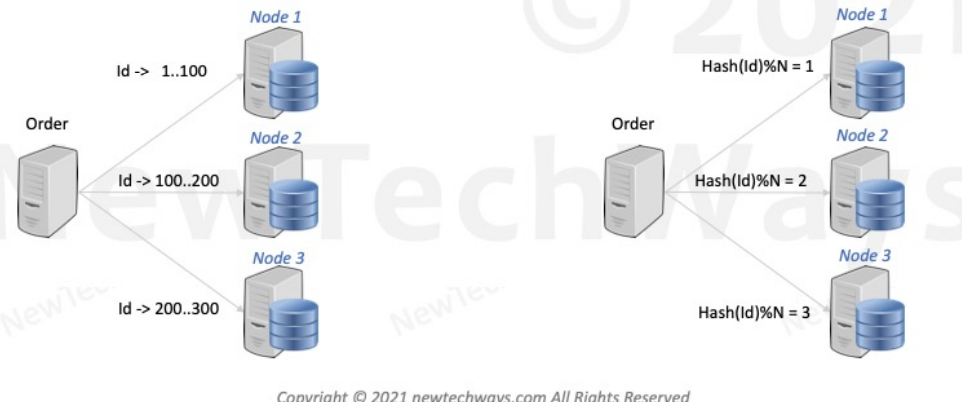 Node 1
Id -> 1..100
Order
Node 2
Id -> 100..200
Node 3
Id -> 200..300
Node 1
Hash(Id)%N = 1
Order
Node 2
Hash(Id)%N = 2
Node 3
Hash(Id)%N = 3
© 2021
NewTechWays
Copyright © 2021 newtechways.com All Rights Reserved